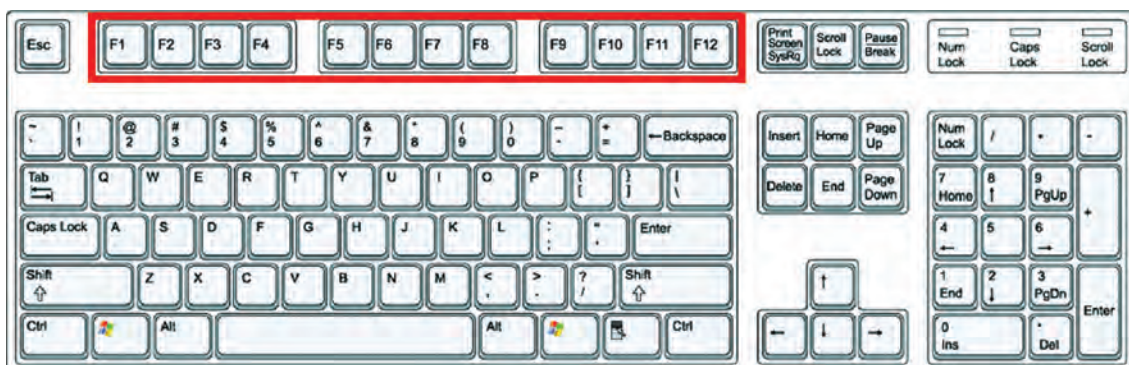 Esc F1 F2 F3 F4 F5 F6 F7 F8 F9 F10 F11 F12 Print Screen SysRq Scroll Lock Pause Break Num Lock Caps Lock Scroll Lock
~ ` ! 1 @ 2 # 3 $ 4 % 5 ^ 6 & 7 * 8 ( 9 ) 0 – - + = ←Backspace Insert Home Page Up Num Lock / * -
Tab Q W E R T Y U I O P { [ } ] | \ Delete End Page Down 7 Home 8 ↑ 9 PgUp +
Caps Lock A S D F G H J K L : ; " ' Enter 4 ← 5 6 →
Shift ⇧ Z X C V B N M < , > . ? / Shift ⇧ ↑ 1 End 2 ↓ 3 PgDn Enter
Ctrl Alt Alt Ctrl ← ↓ → 0 Ins . Del